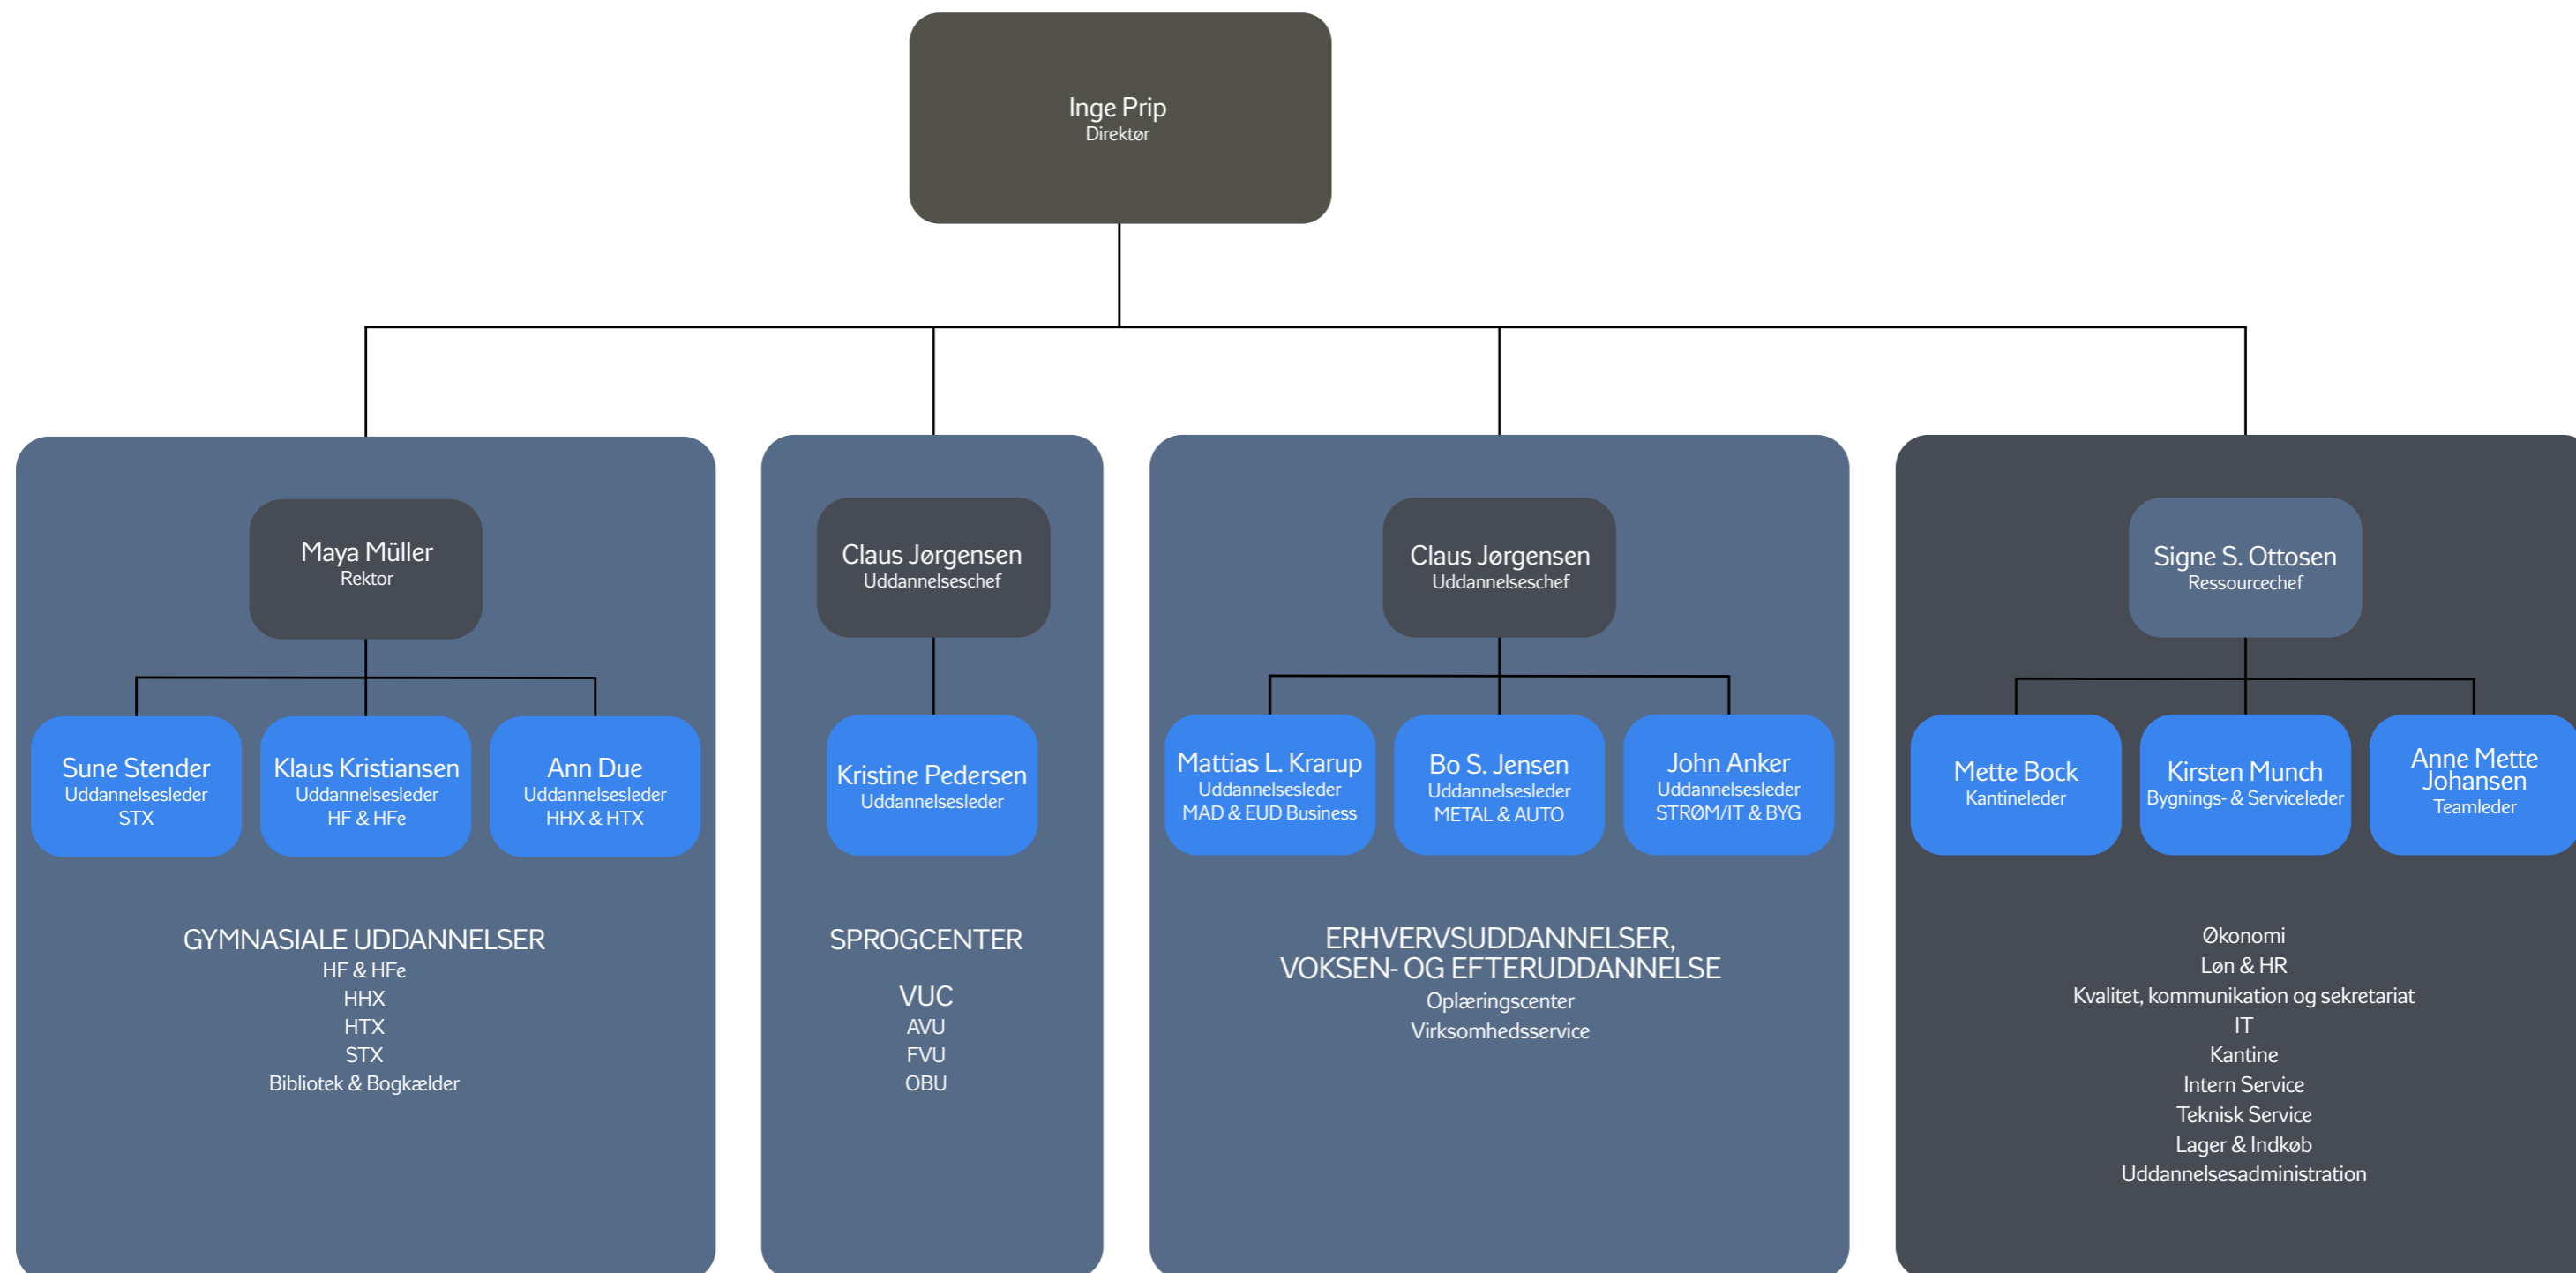 Inge Prip
Direktør
Maya Müller
Rektor
Sune Stender
Uddannelsesleder
STX
Klaus Kristiansen
Uddannelsesleder
HF & HFe
Ann Due
Uddannelsesleder
HHX & HTX
GYMNASIALE UDDANNELSER
HF & HFe
HHX
HTX
STX
Bibliotek & Bogkælder
Claus Jørgensen
Uddannelseschef
Kristine Pedersen
Uddannelsesleder
SPROGCENTER
VUC
AVU
FVU
OBU
Claus Jørgensen
Uddannelseschef
Mattias L. Krarup
Uddannelsesleder
MAD & EUD Business
Bo S. Jensen
Uddannelsesleder
METAL & AUTO
John Anker
Uddannelsesleder
STRØM/IT & BYG
ERHVERVSUDDANNELSER,
VOKSEN- OG EFTERUDDANNELSE
Oplæringscenter
Virksomhedsservice
Signe S. Ottosen
Ressourcechef
Mette Bock
Kantineleder
Kirsten Munch
Bygnings- & Serviceleder
Anne Mette
Johansen
Teamleder
Økonomi
Løn & HR
Kvalitet, kommunikation og sekretariat
IT
Kantine
Intern Service
Teknisk Service
Lager & Indkøb
Uddannelsesadministration